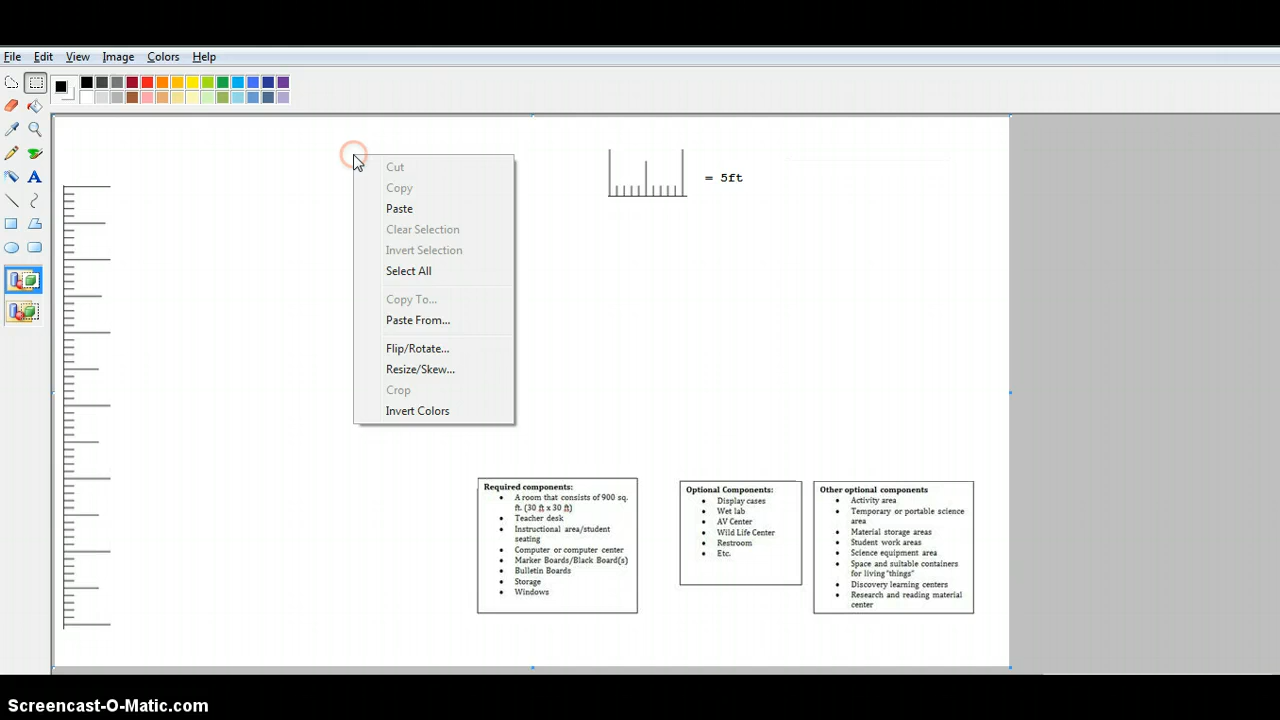 File Edit View Image Colors Help
Cut
Copy
Paste
Clear Selection
Invert Selection
Select All
Copy To...
Paste From...
Flip/Rotate...
Resize/Skew...
Crop
Invert Colors
= 5ft
Required components:
• A room that consists of 900 sq.
ft. (30 ft x 30 ft)
• Teacher desk
• Instructional area/student
seating
• Computer or computer center
• Marker Boards/Black Board(s)
• Bulletin Boards
• Storage
• Windows
Optional Components:
• Display cases
• Wet lab
• AV Center
• Wild Life Center
• Restroom
• Etc.
Other optional components
• Activity area
• Temporary or portable science
area
• Material storage areas
• Student work areas
• Science equipment area
• Space and suitable containers
for living "things"
• Discovery learning centers
• Research and reading material
center
Screencast-O-Matic.com